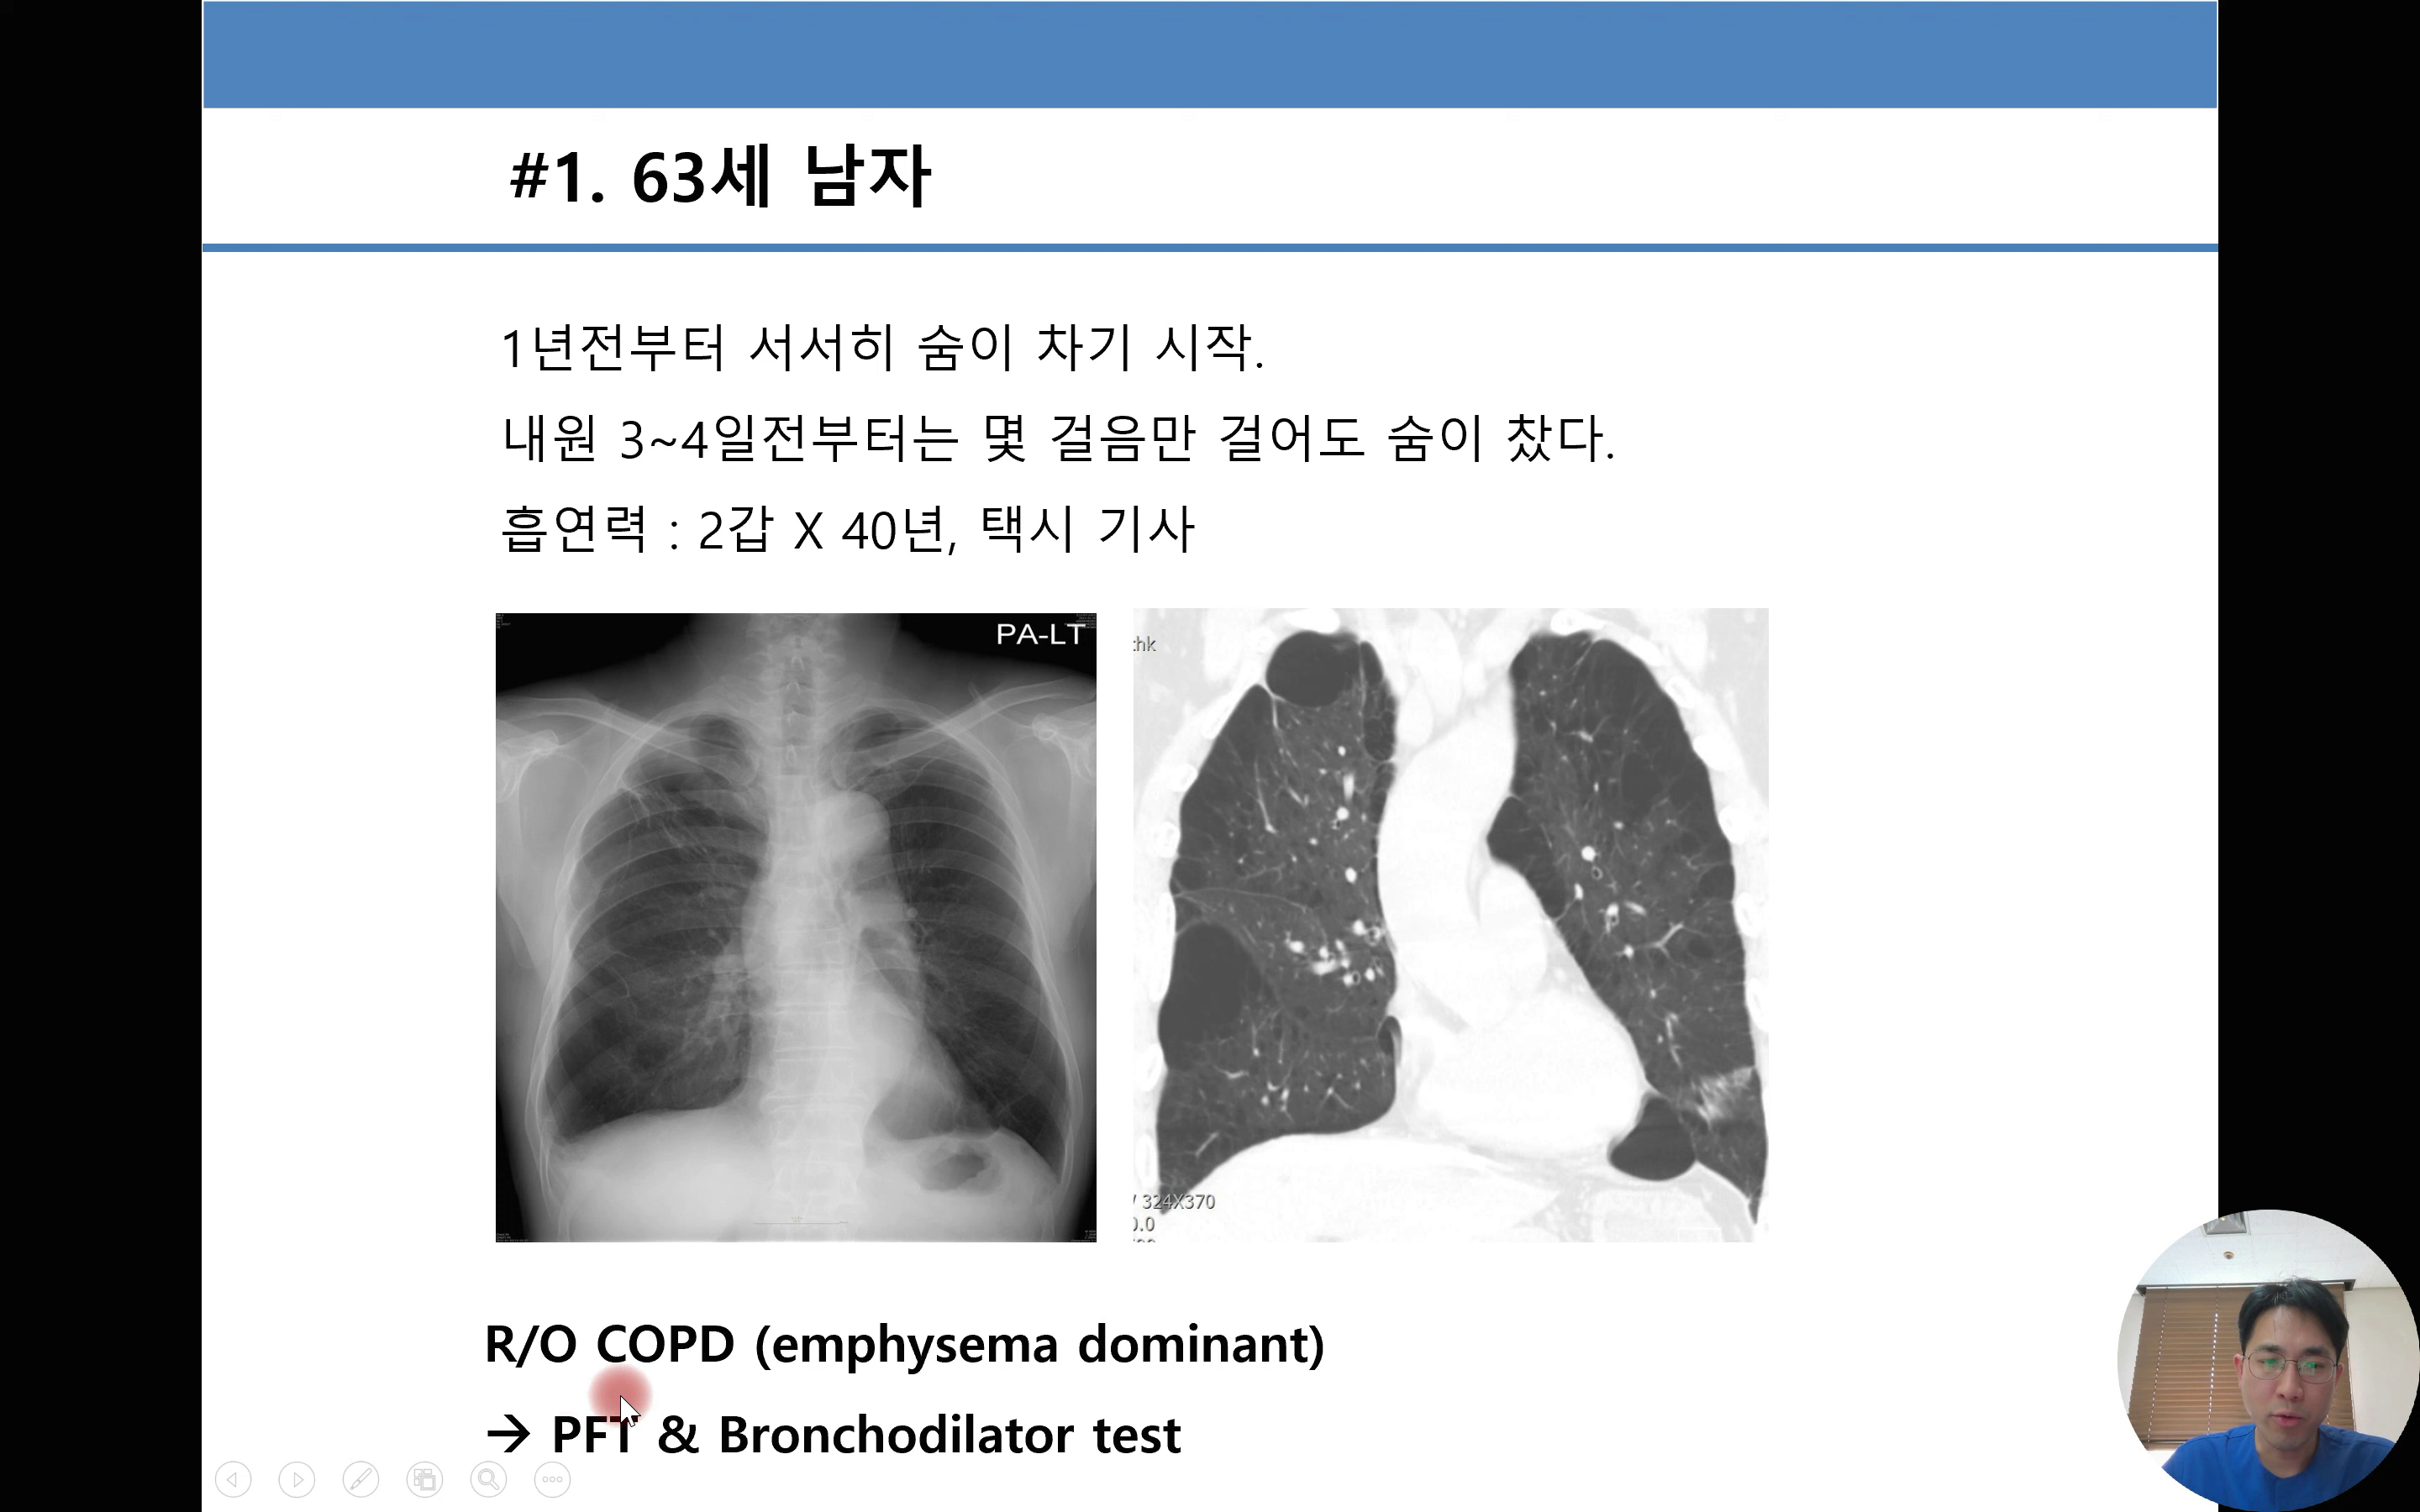 #1. 63세 남자
1년전부터 서서히 숨이 차기 시작.
내원 3~4일전부터는 몇 걸음만 걸어도 숨이 찼다.
흡연력 : 2갑 X 40년, 택시 기사
PA-LT
324X370
R/O COPD (emphysema dominant)
→ PFT & Bronchodilator test